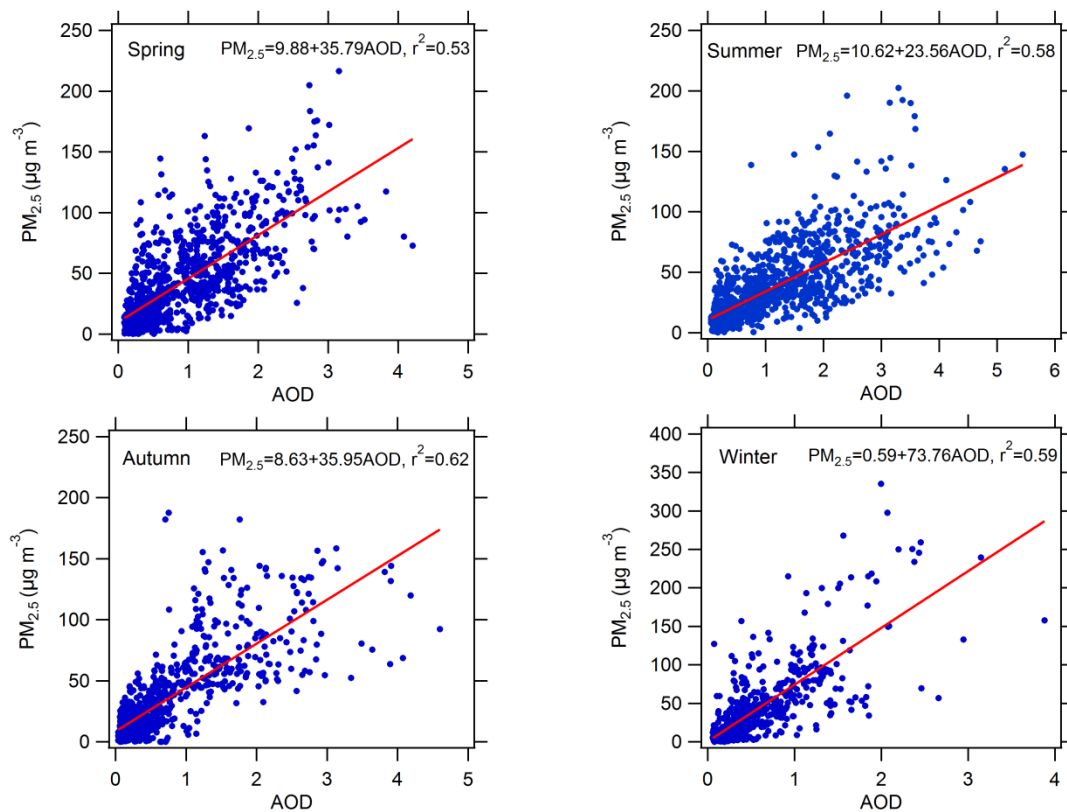 Spring
PM2.5=9.88+35.79AOD, r²=0.53
250
200
150
100
50
0
PM2.5 (µg m⁻³)
0 1 2 3 4 5
AOD
Summer
PM2.5=10.62+23.56AOD, r²=0.58
250
200
150
100
50
0
PM2.5 (µg m⁻³)
0 1 2 3 4 5 6
AOD
Autumn
PM2.5=8.63+35.95AOD, r²=0.62
250
200
150
100
50
0
PM2.5 (µg m⁻³)
0 1 2 3 4 5
AOD
Winter
PM2.5=0.59+73.76AOD, r²=0.59
400
350
300
250
200
150
100
50
0
PM2.5 (µg m⁻³)
0 1 2 3 4
AOD